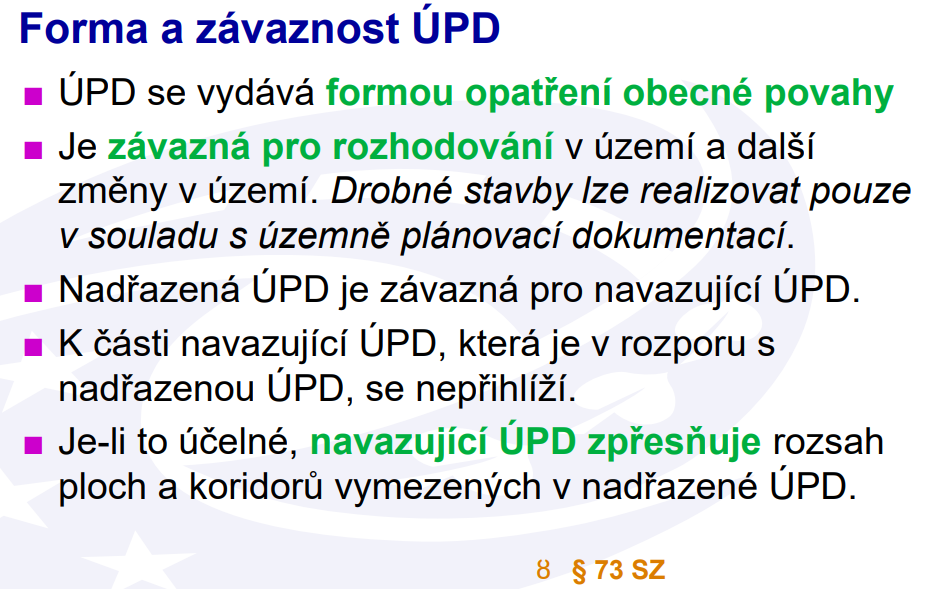 Forma a závaznost ÚPD
■ ÚPD se vydává formou opatření obecné povahy
■ Je závazná pro rozhodování v území a další
změny v území. Drobné stavby lze realizovat pouze
v souladu s územně plánovací dokumentací.
■ Nadřazená ÚPD je závazná pro navazující ÚPD.
■ K části navazující ÚPD, která je v rozporu s
nadřazenou ÚPD, se nepřihlíží.
■ Je-li to účelné, navazující ÚPD zpřesňuje rozsah
ploch a koridorů vymezených v nadřazené ÚPD.
8 § 73 SZ